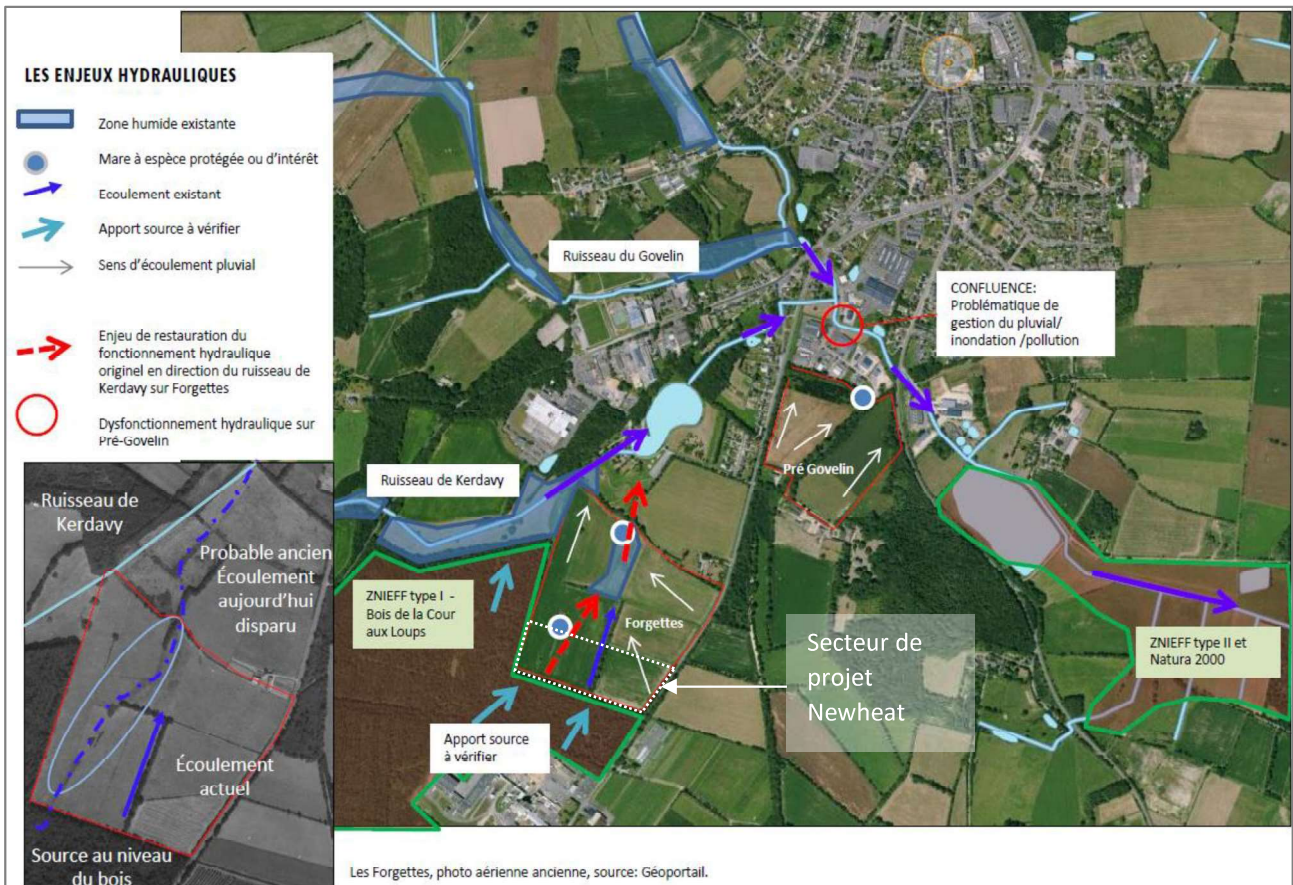 LES ENJEUX HYDRAULIQUES
Zone humide existante
Mare à espèce protégée ou d'intérêt
Ecoulement existant
Apport source à vérifier
Sens d'écoulement pluvial
Enjeu de restauration du
fonctionnement hydraulique
originel en direction du ruisseau de
Kerdavy sur Forgettes
Dysfonctionnement hydraulique sur
Pré-Govelin
Ruisseau de
Kerdavy
Probable ancien
Écoulement
aujourd'hui
disparu
Écoulement
actuel
Source au niveau
du bois
Ruisseau du Govelin
CONFLUENCE:
Problématique de
gestion du pluvial/
inondation /pollution
Pré Govelin
Ruisseau de Kerdavy
ZNIEFF type I -
Bois de la Cour
aux Loups
Forgettes
Secteur de
projet
Newheat
ZNIEFF type II et
Natura 2000
Apport source
à vérifier
Les Forgettes, photo aérienne ancienne, source: Géoportail.